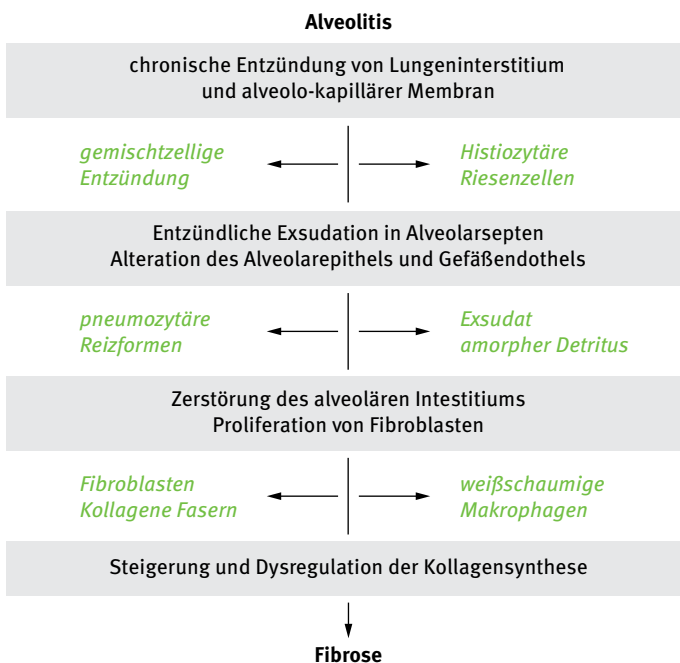 Alveolitis
chronische Entzündung von Lungeninterstitium
und alveolo-kapillärer Membran
gemischtzellige
Entzündung
Histiozytäre
Riesenzellen
Entzündliche Exsudation in Alveolarsepten
Alteration des Alveolarepithels und Gefäßendothels
pneumozytäre
Reizformen
Exsudat
amorpher Detritus
Zerstörung des alveolären Intestitiums
Proliferation von Fibroblasten
Fibroblasten
Kollagene Fasern
weißschaumige
Makrophagen
Steigerung und Dysregulation der Kollagensynthese
Fibrose